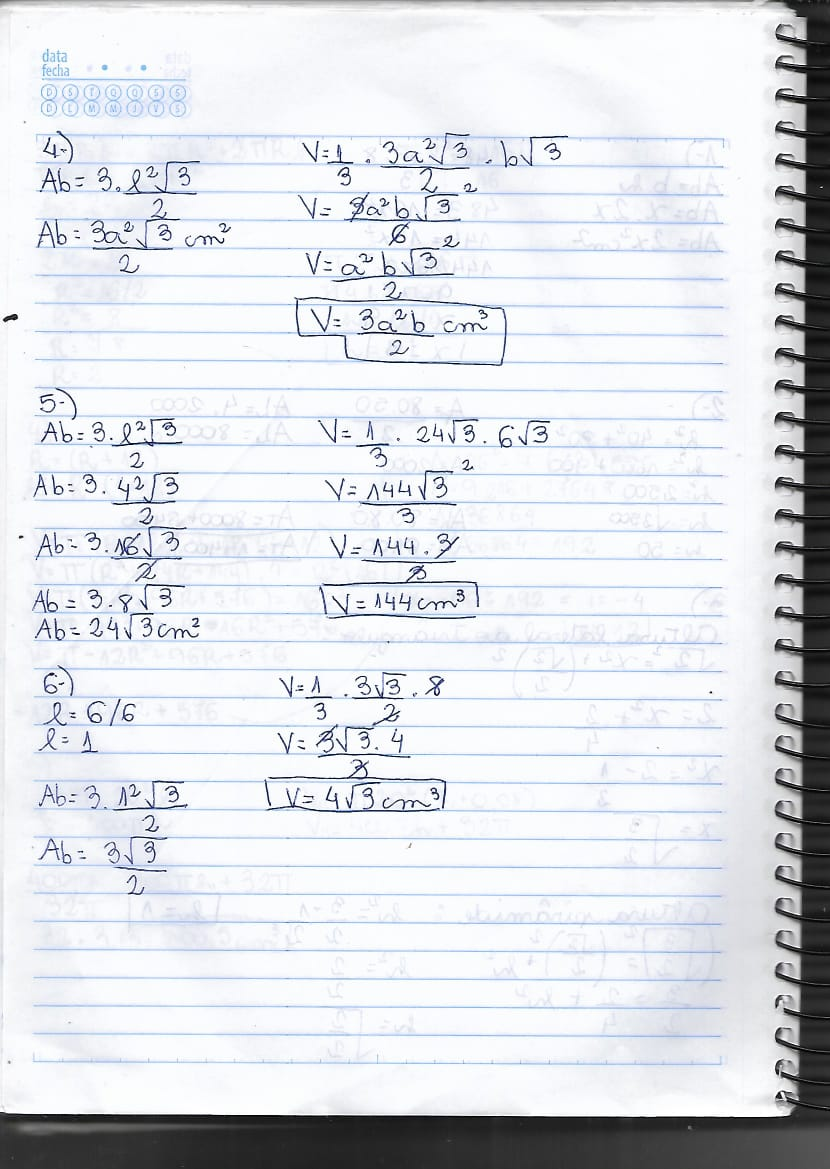 data
fecha
D S T Q Q S S
D L M M J V S
4-)
Ab= 3. l²√3/2
Ab= 3a²√3/2 cm²
V= 1/3 . 3a²√3/2 . b√3
V= 3a²b√3²/6
V= a²b√3²/2
V= 3a²b/2 cm³
5-)
Ab= 3. l²√3/2
Ab= 3. 4²√3/2
Ab= 3. 16√3/2
Ab= 3. 8√3
Ab= 24√3 cm²
V= 1/3 . 24√3 . 6√3
V= 144√3²/3
V= 144 . 3/3
V= 144 cm³
6-)
l= 6/6
l= 1
Ab= 3. 1²√3/2
Ab= 3√3/2
V= 1/3 . 3√3/2 . 8
V= 3√3 . 4/3
V= 4√3 cm³